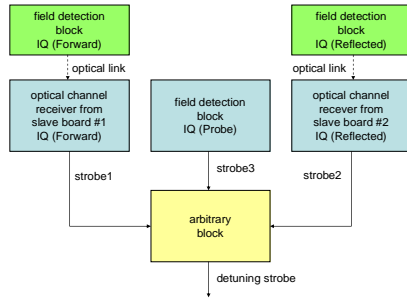 field detection
block
IQ (Forward)
field detection
block
IQ (Reflected)
optical link
optical link
optical channel
receiver from
slave board #1
IQ (Forward)
field detection
block
IQ (Probe)
optical channel
recever from
slave board #2
IQ (Reflected)
strobe1
strobe3
strobe2
arbitrary
block
detuning strobe